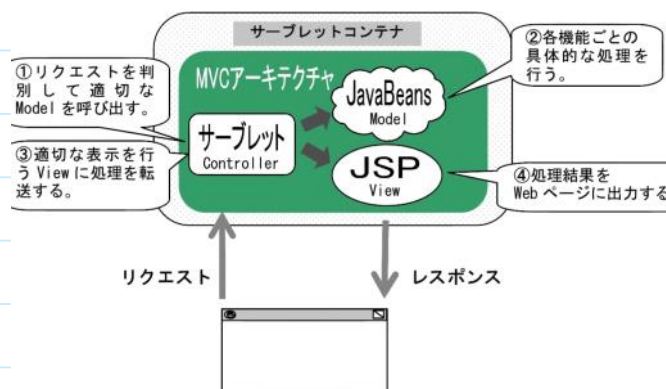 サーブレットコンテナ
①リクエストを判
別して適切な
Modelを呼び出す。
MVCアーキテクチャ
JavaBeans
Model
②各機能ごとの
具体的な処理を
行う。
サーブレット
Controller
③適切な表示を行
うViewに処理を転
送する。
JSP
View
④処理結果を
Webページに出力する
リクエスト
レスポンス